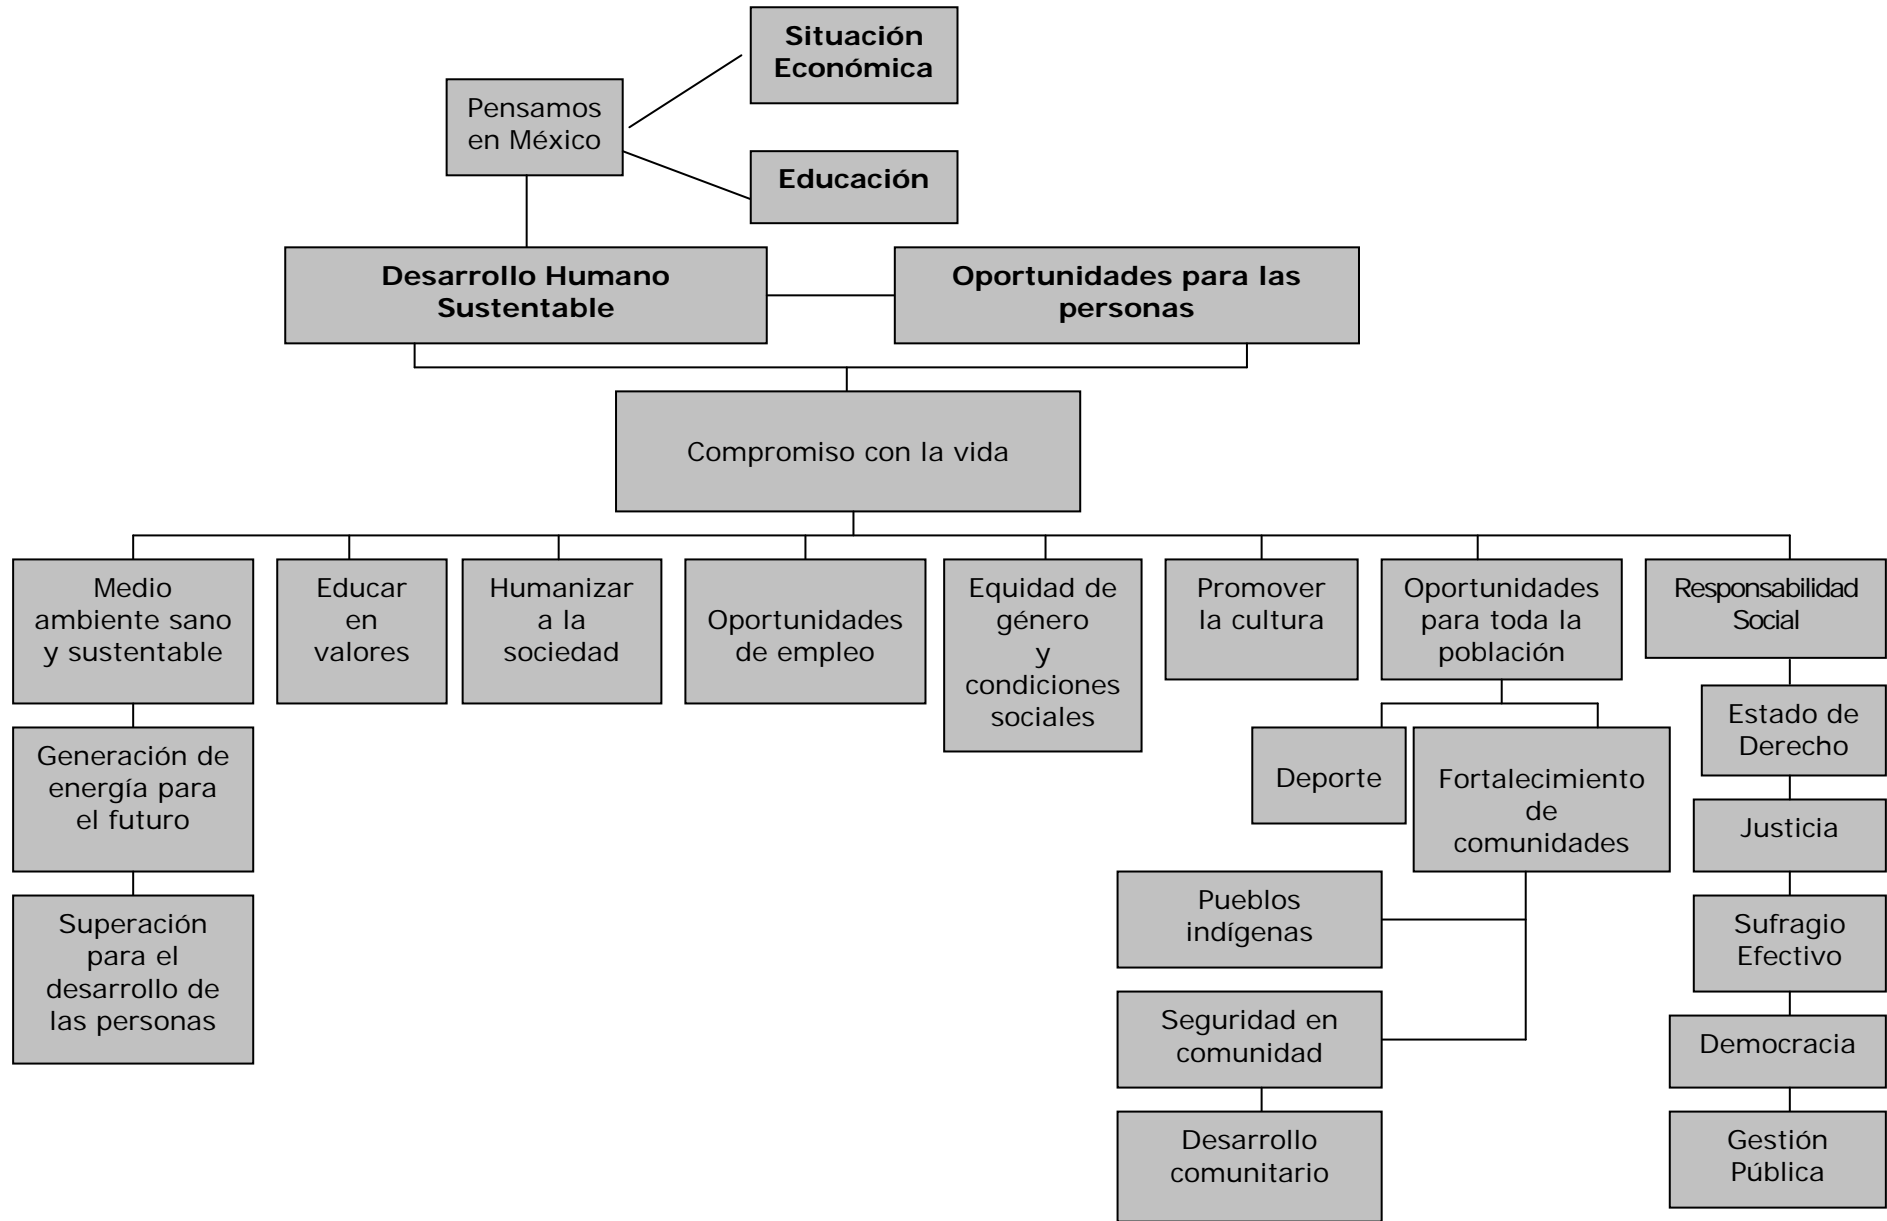 Situación
Económica
Pensamos
en México
Educación
Desarrollo Humano
Sustentable
Oportunidades para las
personas
Compromiso con la vida
Medio
ambiente sano
y sustentable
Educar
en
valores
Humanizar
a la
sociedad
Oportunidades
de empleo
Equidad de
género
y
condiciones
sociales
Promover
la cultura
Oportunidades
para toda la
población
Responsabilidad
Social
Generación de
energía para
el futuro
Superación
para el
desarrollo de
las personas
Deporte
Fortalecimiento
de
comunidades
Pueblos
indígenas
Seguridad en
comunidad
Desarrollo
comunitario
Estado de
Derecho
Justicia
Sufragio
Efectivo
Democracia
Gestión
Pública